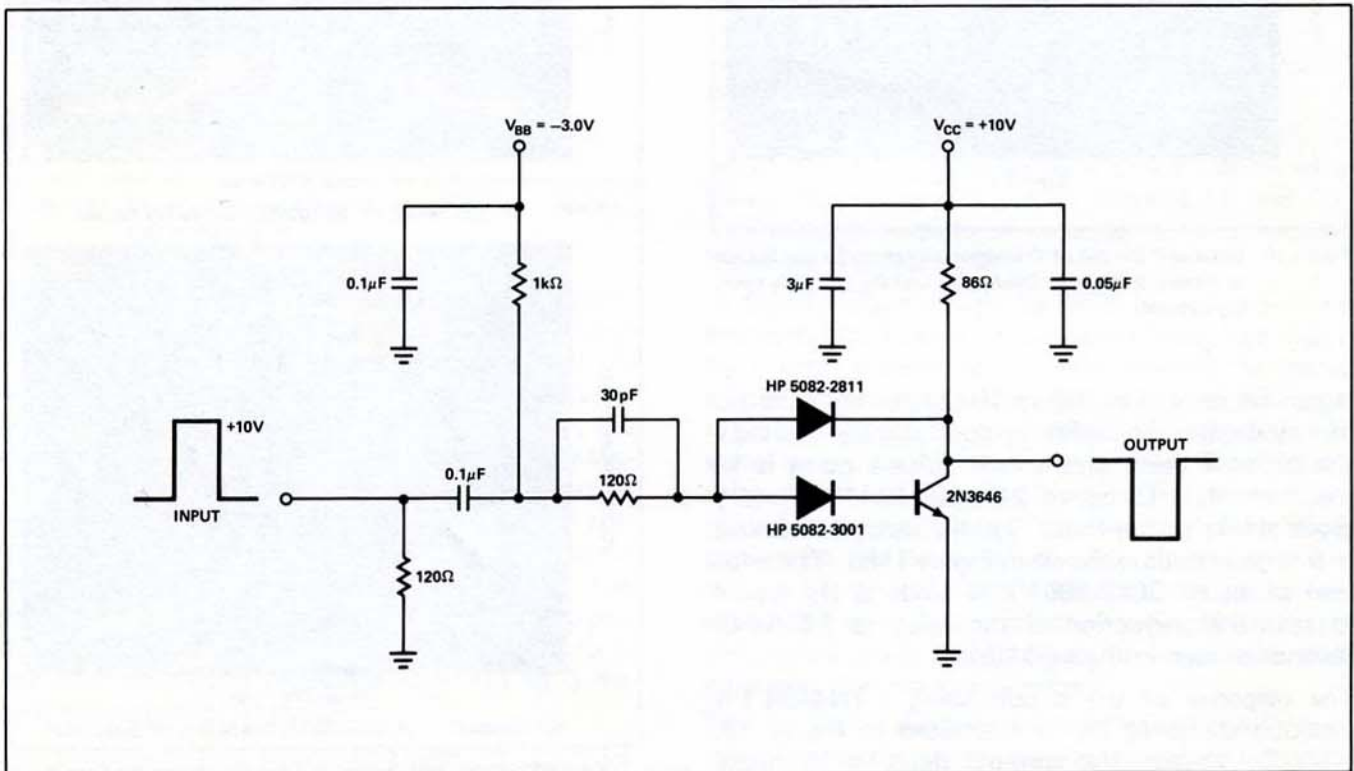 V_BB = –3.0V
V_CC = +10V
0.1μF
1kΩ
3μF
86Ω
0.05μF
30pF
HP 5082-2811
+10V
INPUT
0.1μF
120Ω
HP 5082-3001
2N3646
OUTPUT
120Ω